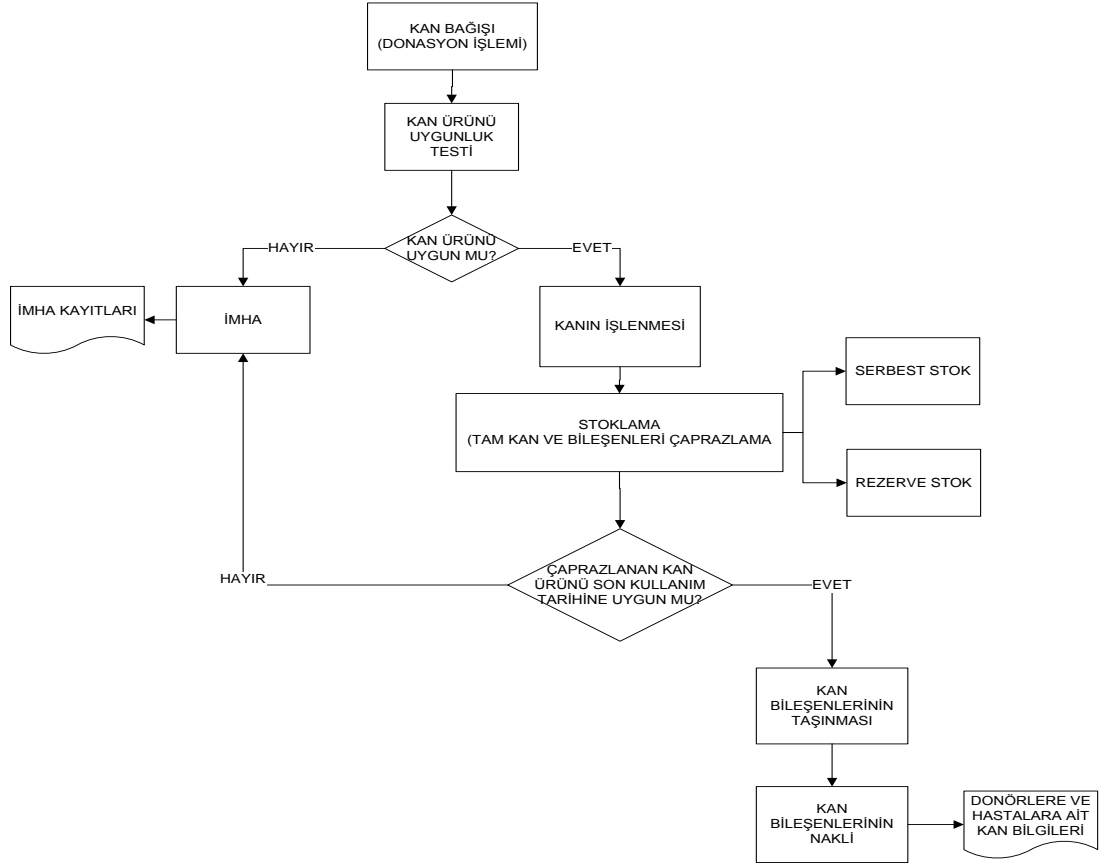 KAN BAĞIŞI
(DONASYON İŞLEMİ)
KAN ÜRÜNÜ
UYGUNLUK
TESTİ
KAN ÜRÜNÜ
UYGUN MU?
HAYIR
EVET
İMHA KAYITLARI
İMHA
KANIN İŞLENMESİ
SERBEST STOK
STOKLAMA
(TAM KAN VE BİLEŞENLERİ ÇAPRAZLAMA
REZERVE STOK
ÇAPRAZLANAN KAN
ÜRÜNÜ SON KULLANIM
TARİHİNE UYGUN MU?
HAYIR
EVET
KAN
BİLEŞENLERİNİN
TAŞINMASI
KAN
BİLEŞENLERİNİN
NAKLİ
DONÖRLERE VE
HASTALARA AİT
KAN BİLGİLERİ